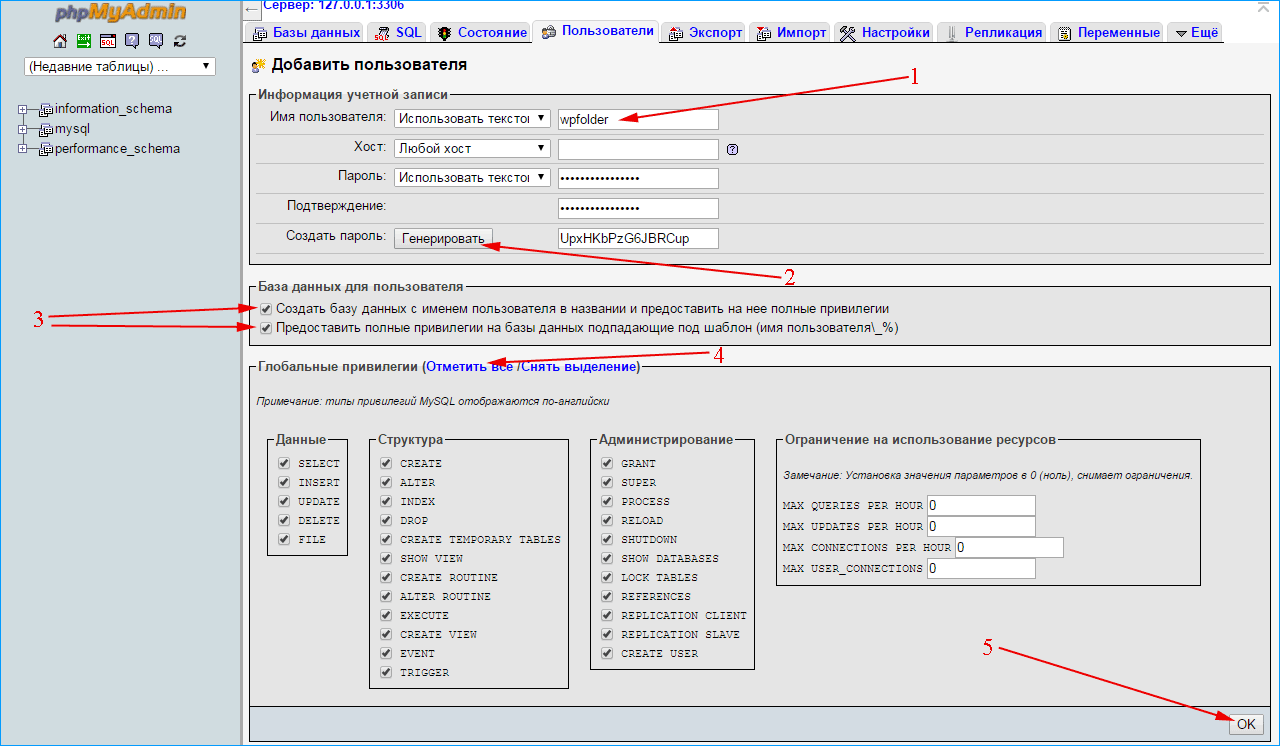 phpMyAdmin
(Недавние таблицы) ...
information_schema
mysql
performance_schema
Сервер: 127.0.0.1:3306
Базы данных SQL Состояние Пользователи Экспорт Импорт Настройки Репликация Переменные Ещё
Добавить пользователя
1
Информация учетной записи
Имя пользователя: Использовать тексто wpfolder
Хост: Любой хост
Пароль: Использовать тексто ••••••••••••••••
Подтверждение: ••••••••••••••••
Создать пароль: Генерировать UpxHKbPzG6JBRCup
2
База данных для пользователя
3
Создать базу данных с именем пользователя в названии и предоставить на нее полные привилегии
Предоставить полные привилегии на базы данных подпадающие под шаблон (имя пользователя\_%)
4
Глобальные привилегии (Отметить все /Снять выделение)
Примечание: типы привилегий MySQL отображаются по-английски
Данные
SELECT
INSERT
UPDATE
DELETE
FILE
Структура
CREATE
ALTER
INDEX
DROP
CREATE TEMPORARY TABLES
SHOW VIEW
CREATE ROUTINE
ALTER ROUTINE
EXECUTE
CREATE VIEW
EVENT
TRIGGER
Администрирование
GRANT
SUPER
PROCESS
RELOAD
SHUTDOWN
SHOW DATABASES
LOCK TABLES
REFERENCES
REPLICATION CLIENT
REPLICATION SLAVE
CREATE USER
Ограничение на использование ресурсов
Замечание: Установка значения параметров в 0 (ноль), снимает ограничения.
MAX QUERIES PER HOUR 0
MAX UPDATES PER HOUR 0
MAX CONNECTIONS PER HOUR 0
MAX USER_CONNECTIONS 0
5
OK